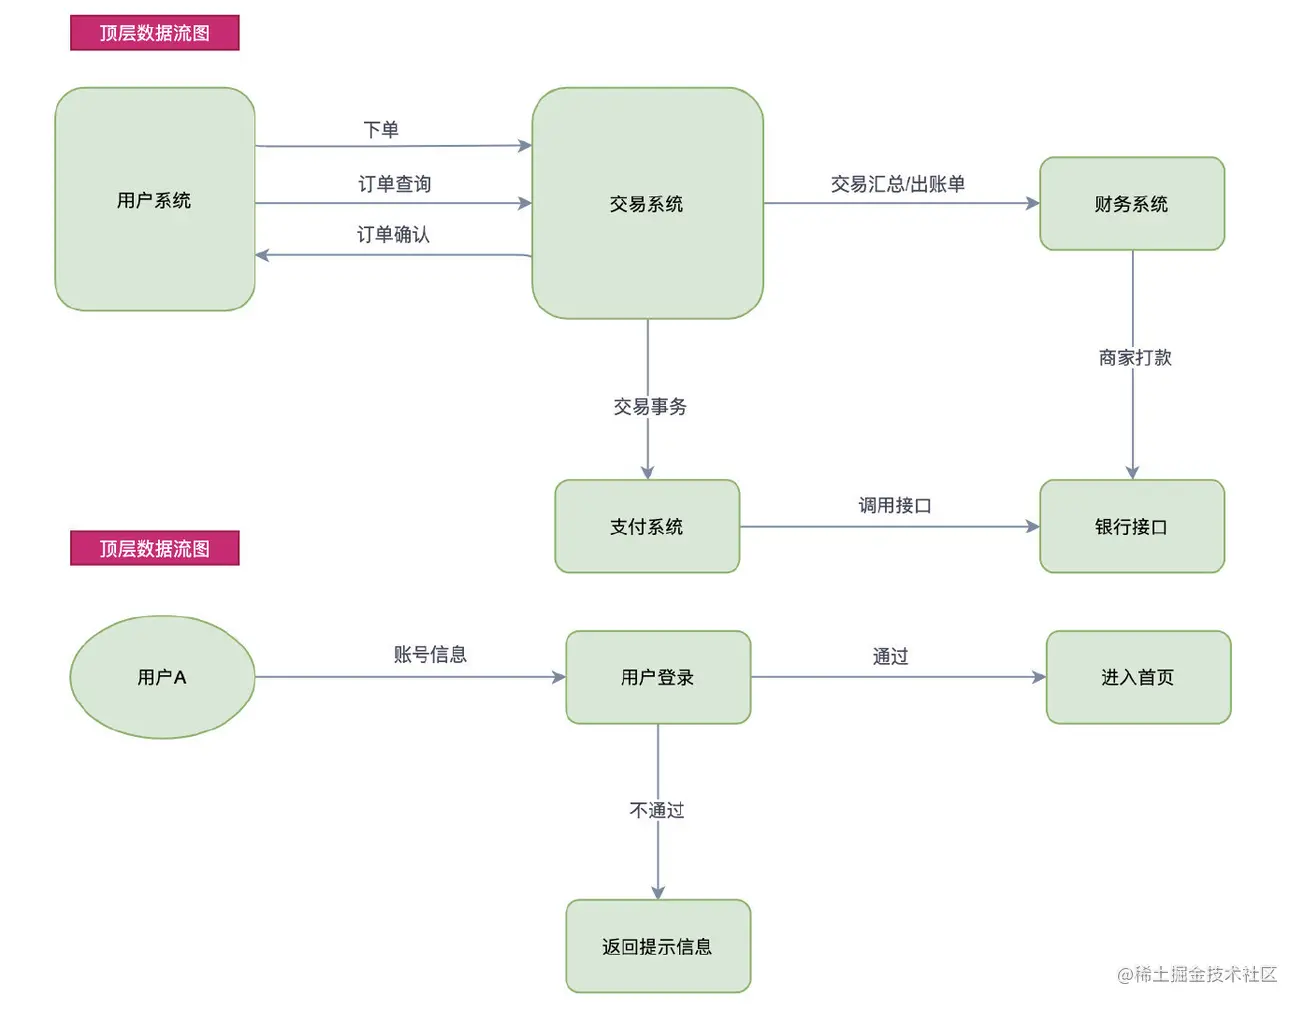 顶层数据流图
下单
用户系统
订单查询
交易系统
交易汇总/出账单
财务系统
订单确认
商家打款
交易事务
支付系统
调用接口
银行接口
顶层数据流图
用户A
账号信息
用户登录
通过
进入首页
不通过
返回提示信息
@稀土掘金技术社区